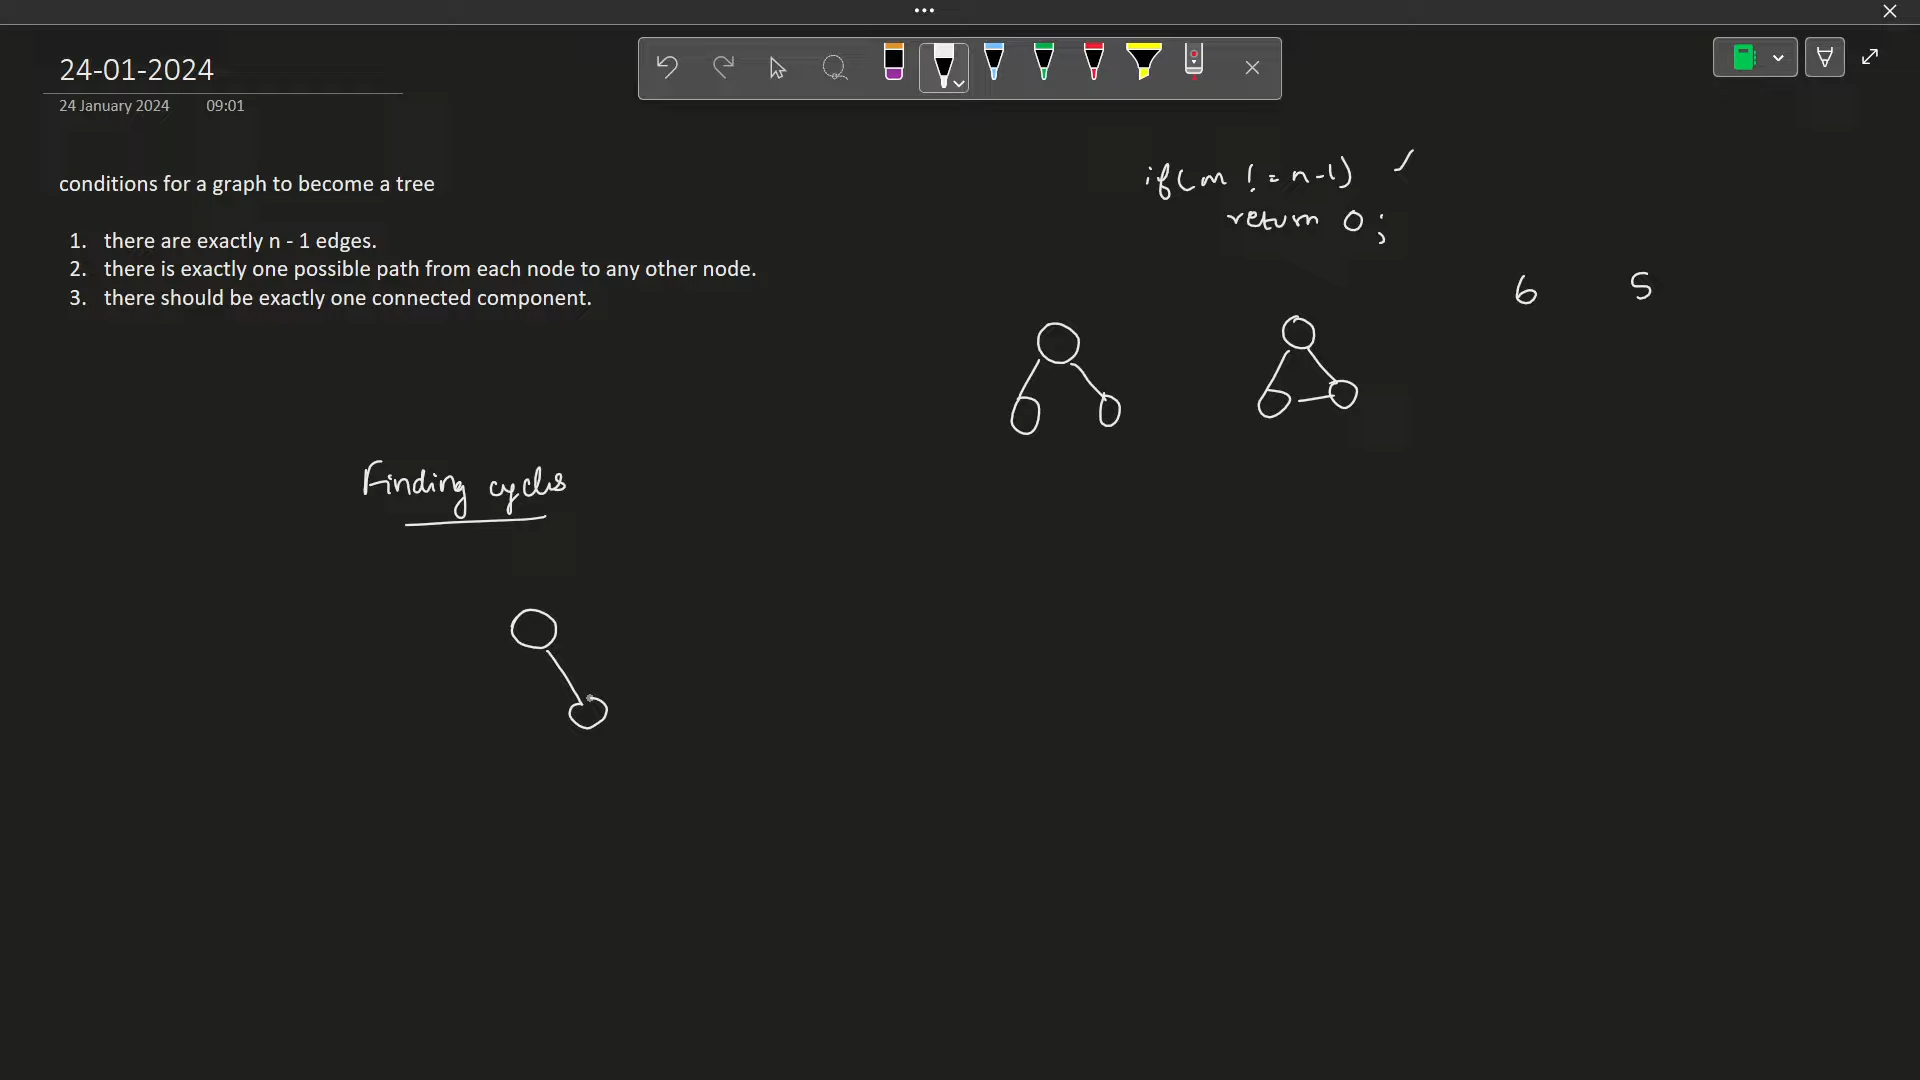 24-01-2024
24 January 2024 09:01
conditions for a graph to become a tree
1. there are exactly n - 1 edges.
2. there is exactly one possible path from each node to any other node.
3. there should be exactly one connected component.
if(m != n-1)
return 0;
6 5
Finding cycles